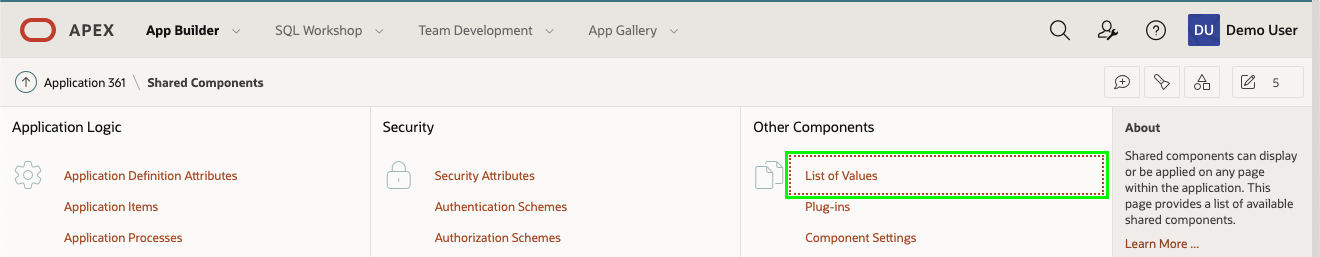 APEX App Builder SQL Workshop Team Development App Gallery DU Demo User
Application 361 \ Shared Components 5
Application Logic
Application Definition Attributes
Application Items
Application Processes
Security
Security Attributes
Authentication Schemes
Authorization Schemes
Other Components
List of Values
Plug-ins
Component Settings
About
Shared components can display
or be applied on any page
within the application. This
page provides a list of available
shared components.
Learn More ...